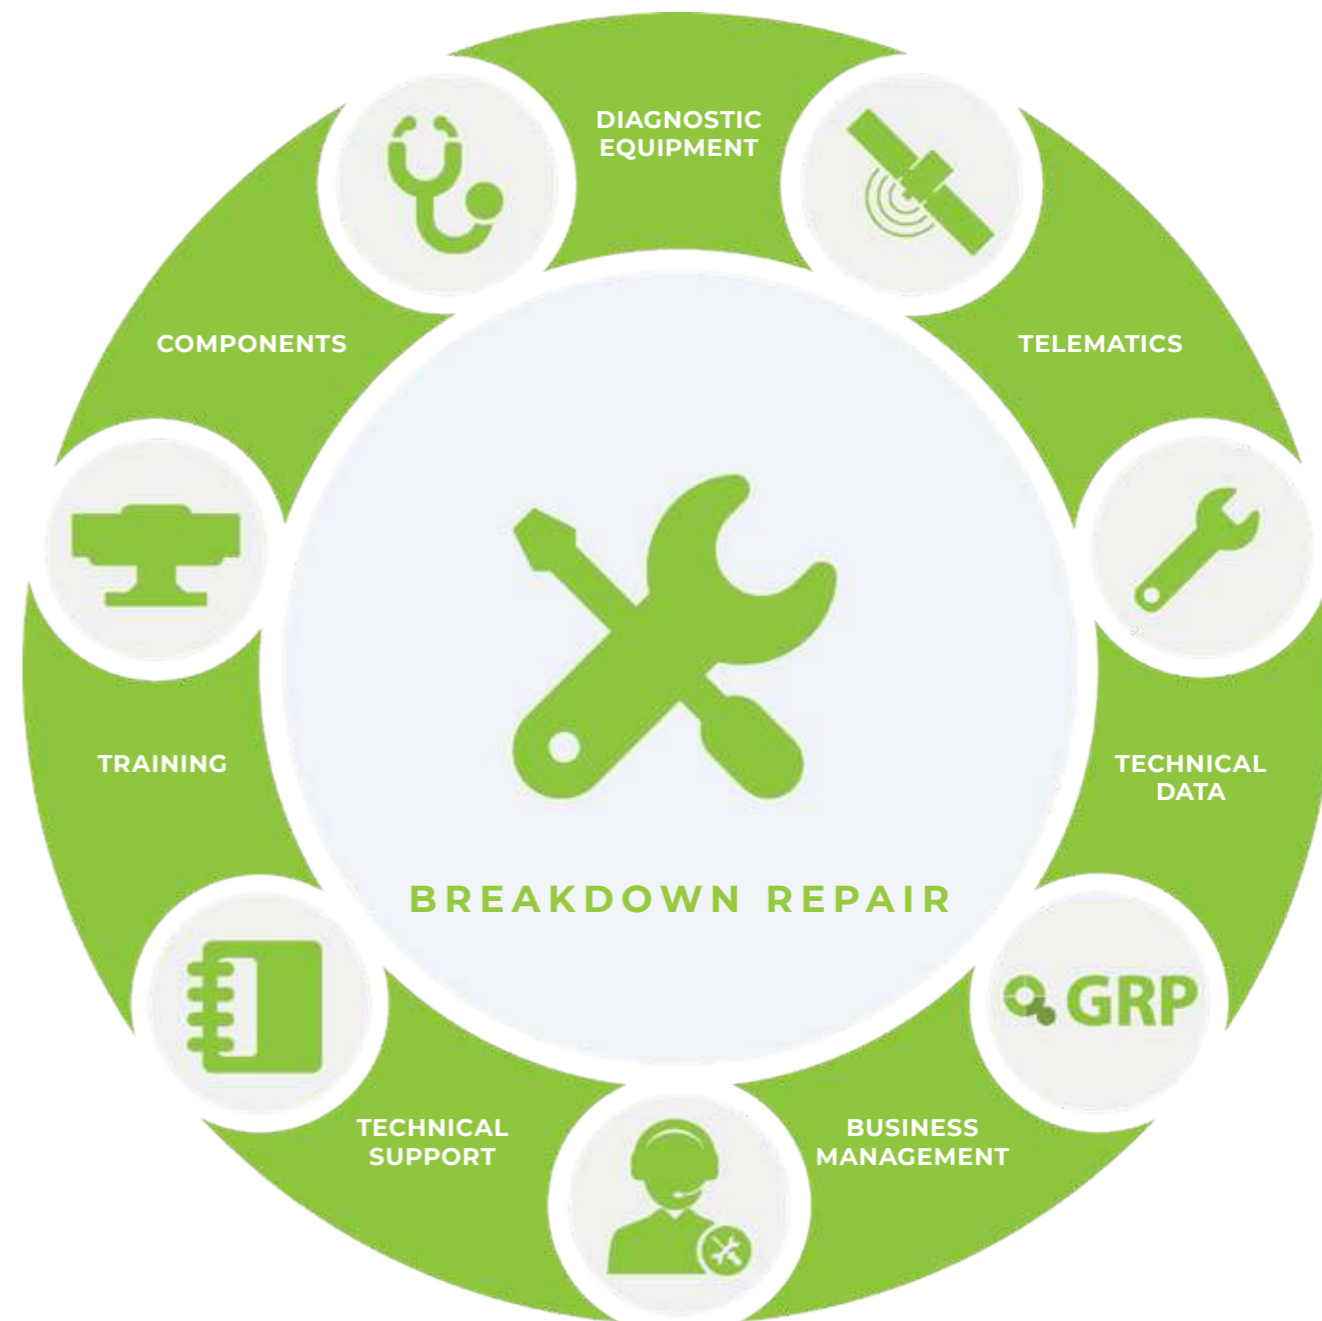 DIAGNOSTIC
EQUIPMENT
COMPONENTS
TELEMATICS
TRAINING
TECHNICAL
DATA
BREAKDOWN REPAIR
GRP
TECHNICAL
SUPPORT
BUSINESS
MANAGEMENT